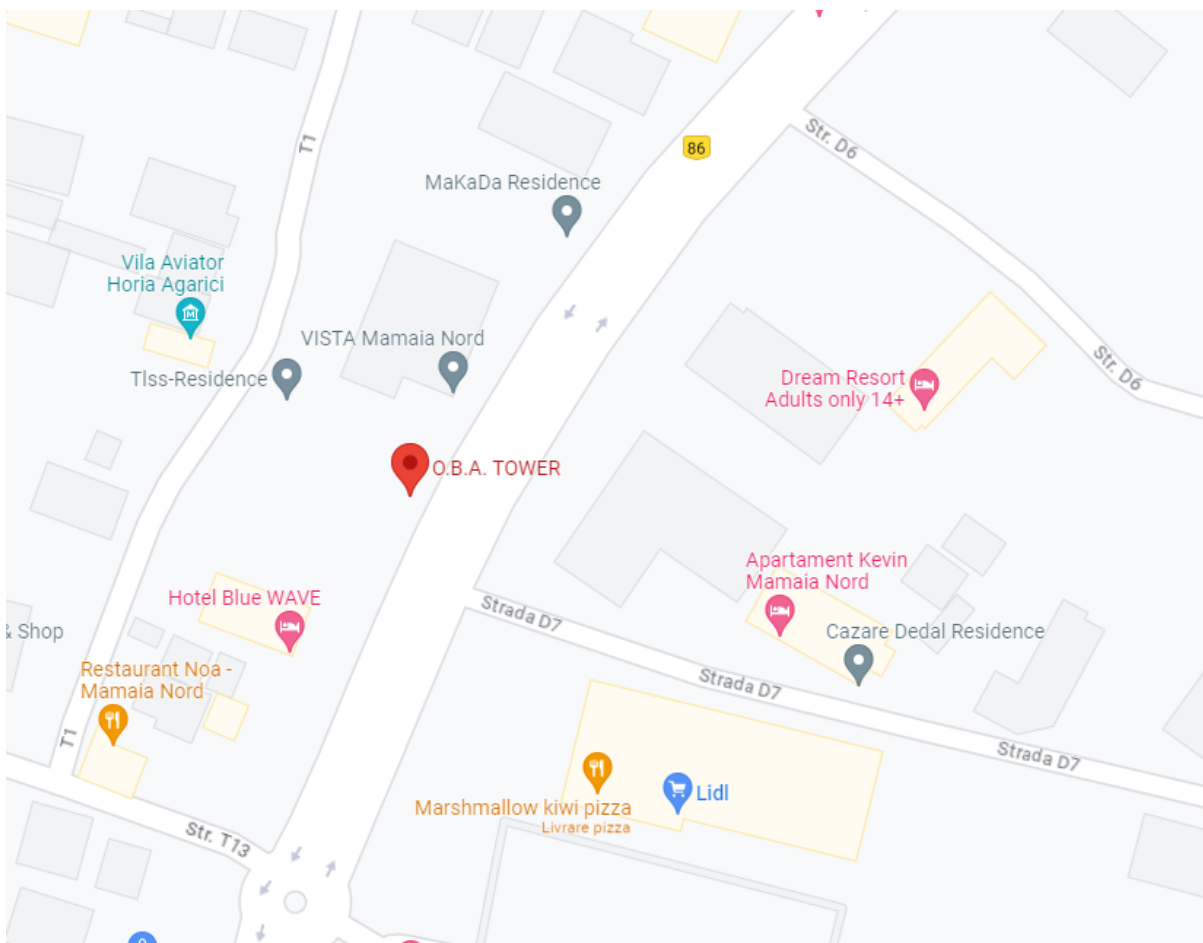 T1
86
Str. D6
MaKaDa Residence
Vila Aviator
Horia Agarici
VISTA Mamaia Nord
Tlss-Residence
Dream Resort
Adults only 14+
Str. D6
O.B.A. TOWER
Apartament Kevin
Mamaia Nord
Hotel Blue WAVE
Strada D7
& Shop
Cazare Dedal Residence
Restaurant Noa -
Mamaia Nord
Strada D7
T1
Strada D7
Lidl
Marshmallow kiwi pizza
Livrare pizza
Str. T13